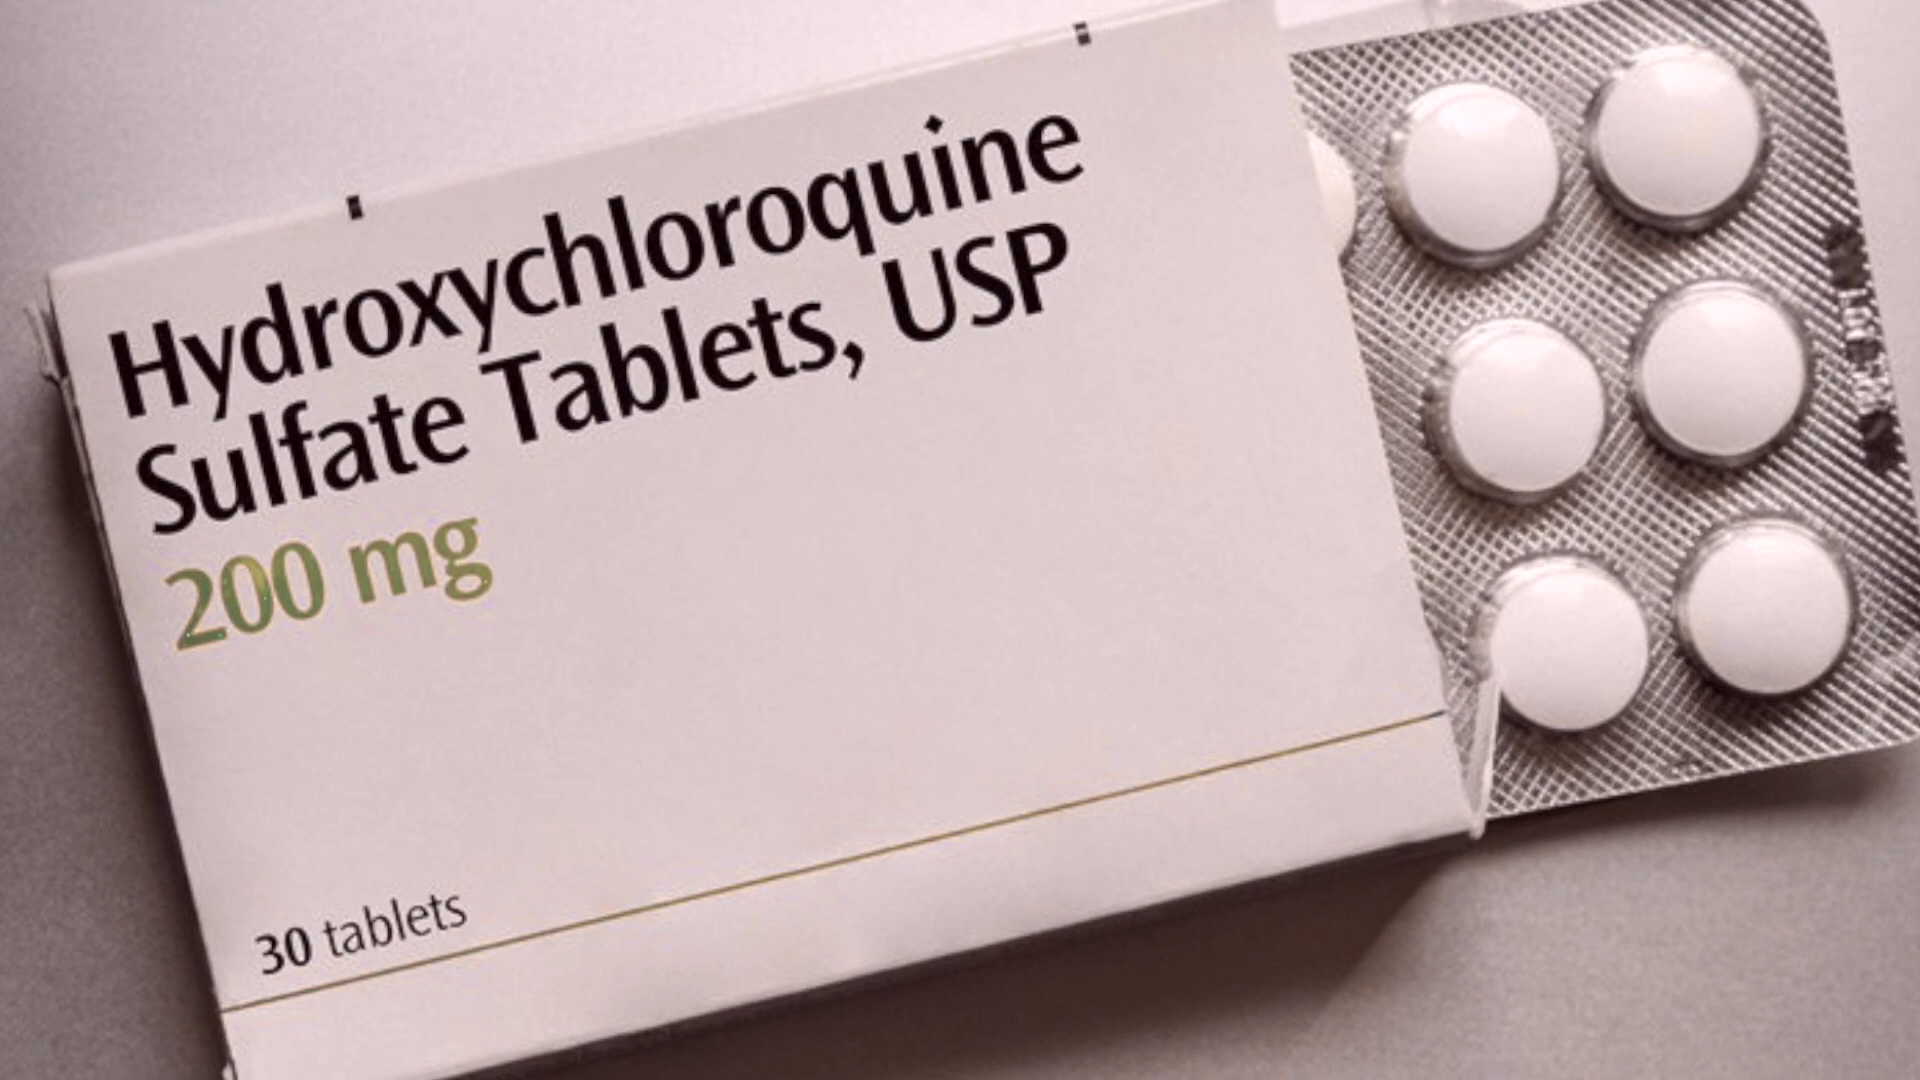 Hydroxychloroquine
Sulfate Tablets, USP
200 mg
30 tablets